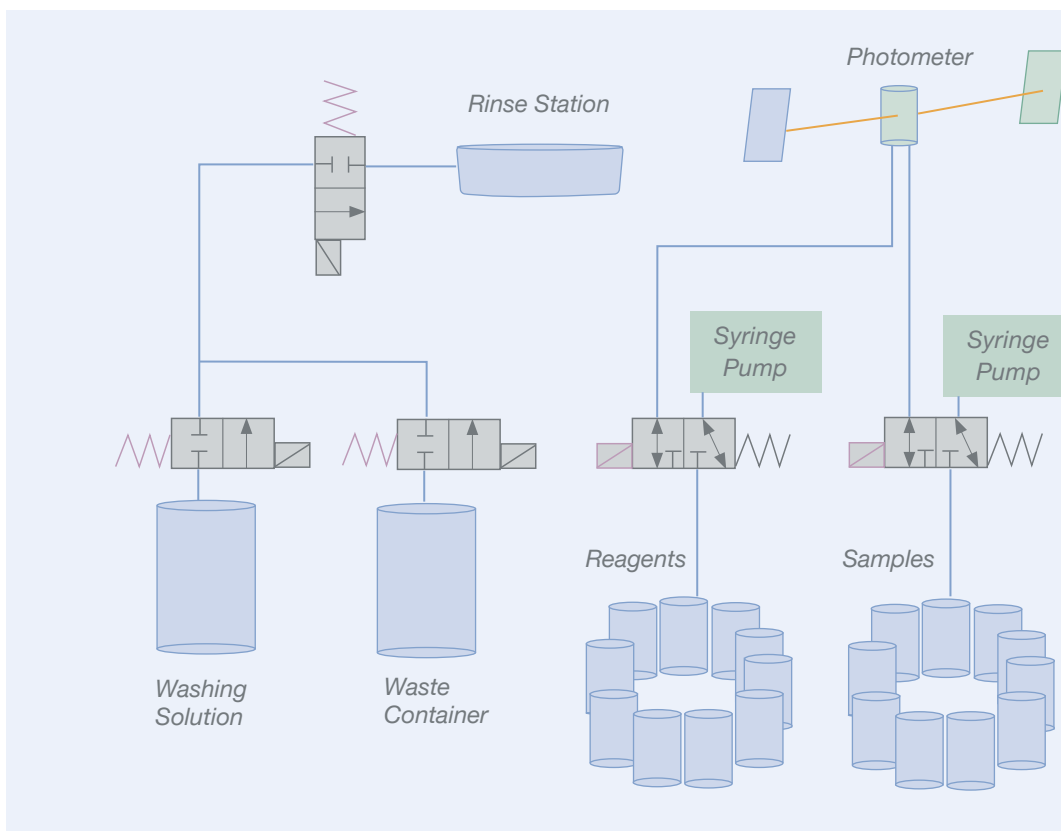 Photometer
Rinse Station
Syringe
Pump
Syringe
Pump
Reagents
Samples
Washing
Solution
Waste
Container